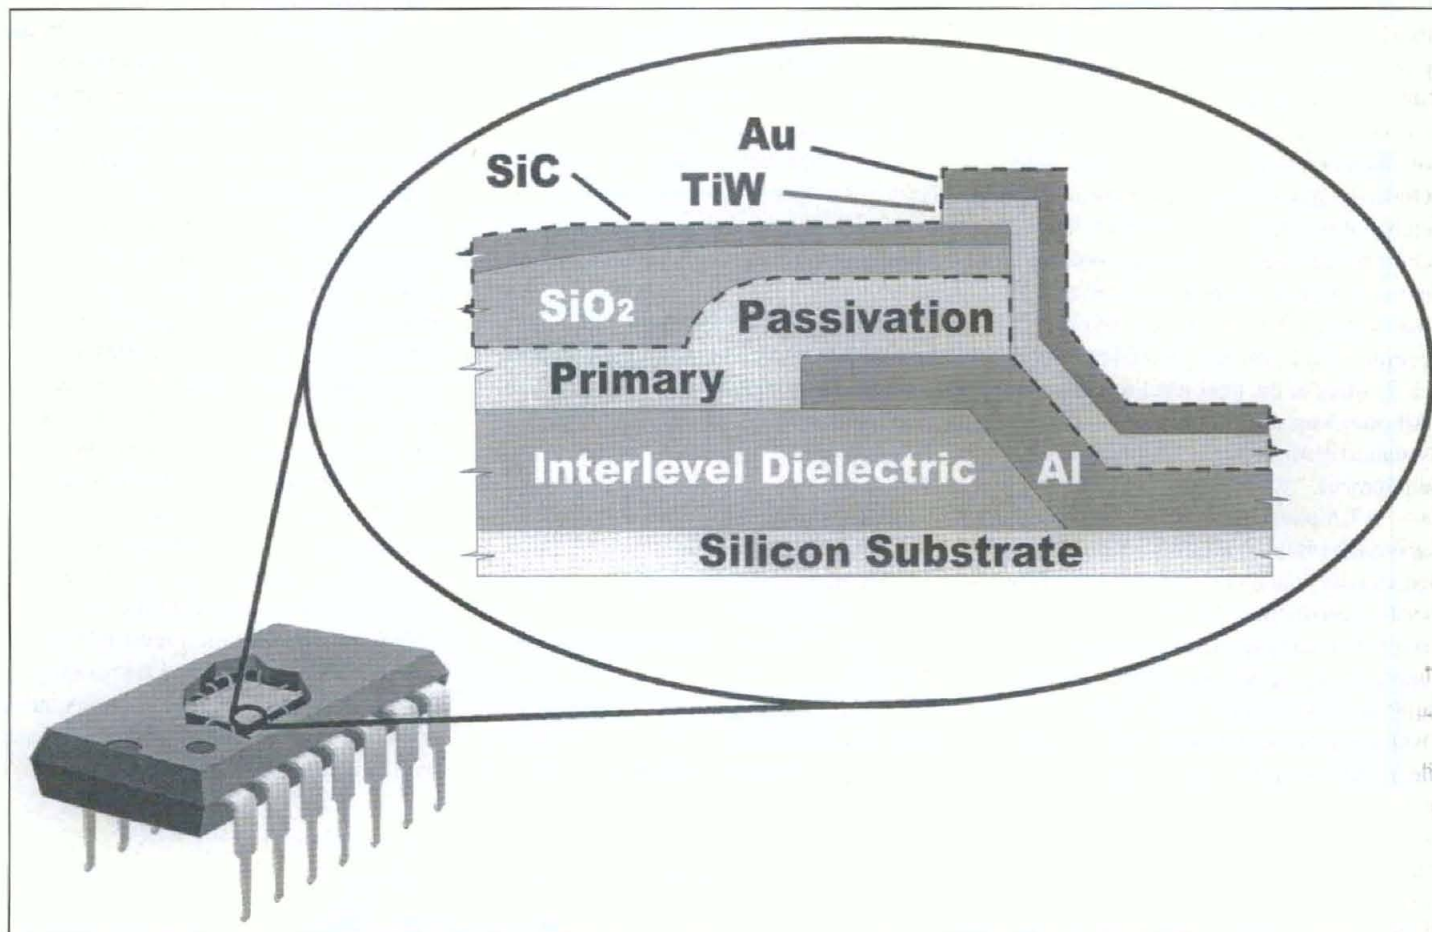 Au
SiC
TiW
SiO2
Passivation
Primary
Interlevel Dielectric
Al
Silicon Substrate